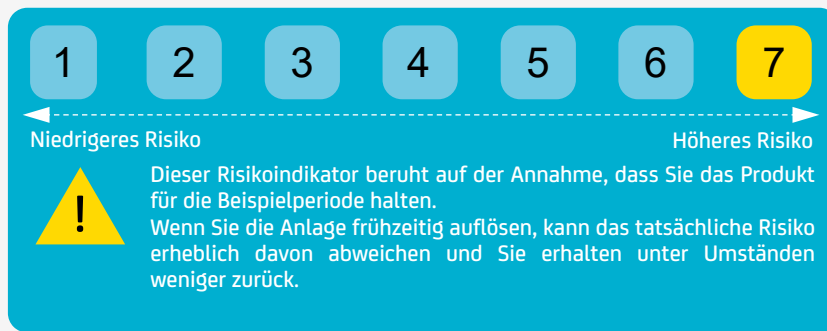 1 2 3 4 5 6 7
Niedrigeres Risiko Höheres Risiko
!
Dieser Risikoindikator beruht auf der Annahme, dass Sie das Produkt
für die Beispielperiode halten.
Wenn Sie die Anlage frühzeitig auflösen, kann das tatsächliche Risiko
erheblich davon abweichen und Sie erhalten unter Umständen
weniger zurück.